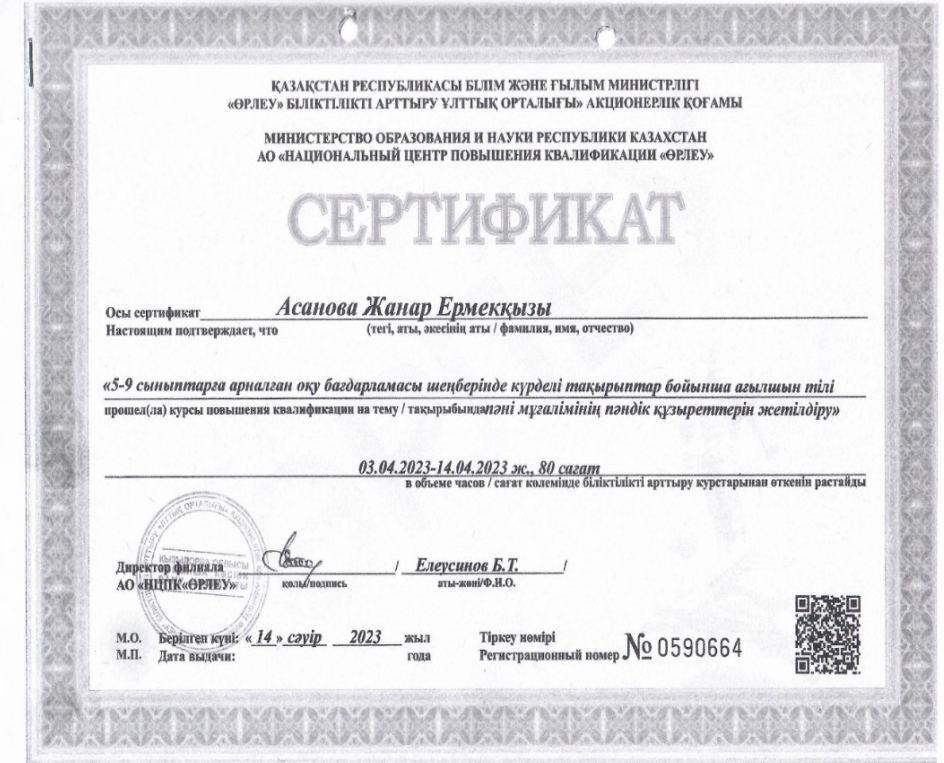 ҚАЗАҚСТАН РЕСПУБЛИКАСЫ БІЛІМ ЖӘНЕ ҒЫЛЫМ МИНИСТРЛІГІ
«ӨРЛЕУ» БІЛІКТІЛІКТІ АРТТЫРУ ҰЛТТЫҚ ОРТАЛЫҒЫ» АКЦИОНЕРЛІК ҚОҒАМЫ
МИНИСТЕРСТВО ОБРАЗОВАНИЯ И НАУКИ РЕСПУБЛИКИ КАЗАХСТАН
АО «НАЦИОНАЛЬНЫЙ ЦЕНТР ПОВЫШЕНИЯ КВАЛИФИКАЦИИ «ӨРЛЕУ»
СЕРТИФИКАТ
Осы сертификат Асанова Жанар Ермекқызы
Настоящим подтверждает, что (тегі, аты, әкесінің аты / фамилия, имя, отчество)
«5-9 сыныптарға арналған оқу бағдарламасы шеңберінде күрделі тақырыптар бойынша ағылшын тілі
прошел(ла) курсы повышения квалификации на тему / тақырыбында пәні мұғалімінің пәндік құзыреттерін жетілдіру»
03.04.2023-14.04.2023 ж., 80 сағат
в объеме часов / сағат көлемінде біліктілікті арттыру курстарынан өткенін растайды
Директор филиала / Елеусинов Б.Т. /
АО «НЦПК«ӨРЛЕУ» қолы/подпись аты-жөні/Ф.И.О.
М.О. Берілген күні: « 14 » сәуір 2023 жыл Тіркеу нөмірі
М.П. Дата выдачи: года Регистрационный номер № 0590664